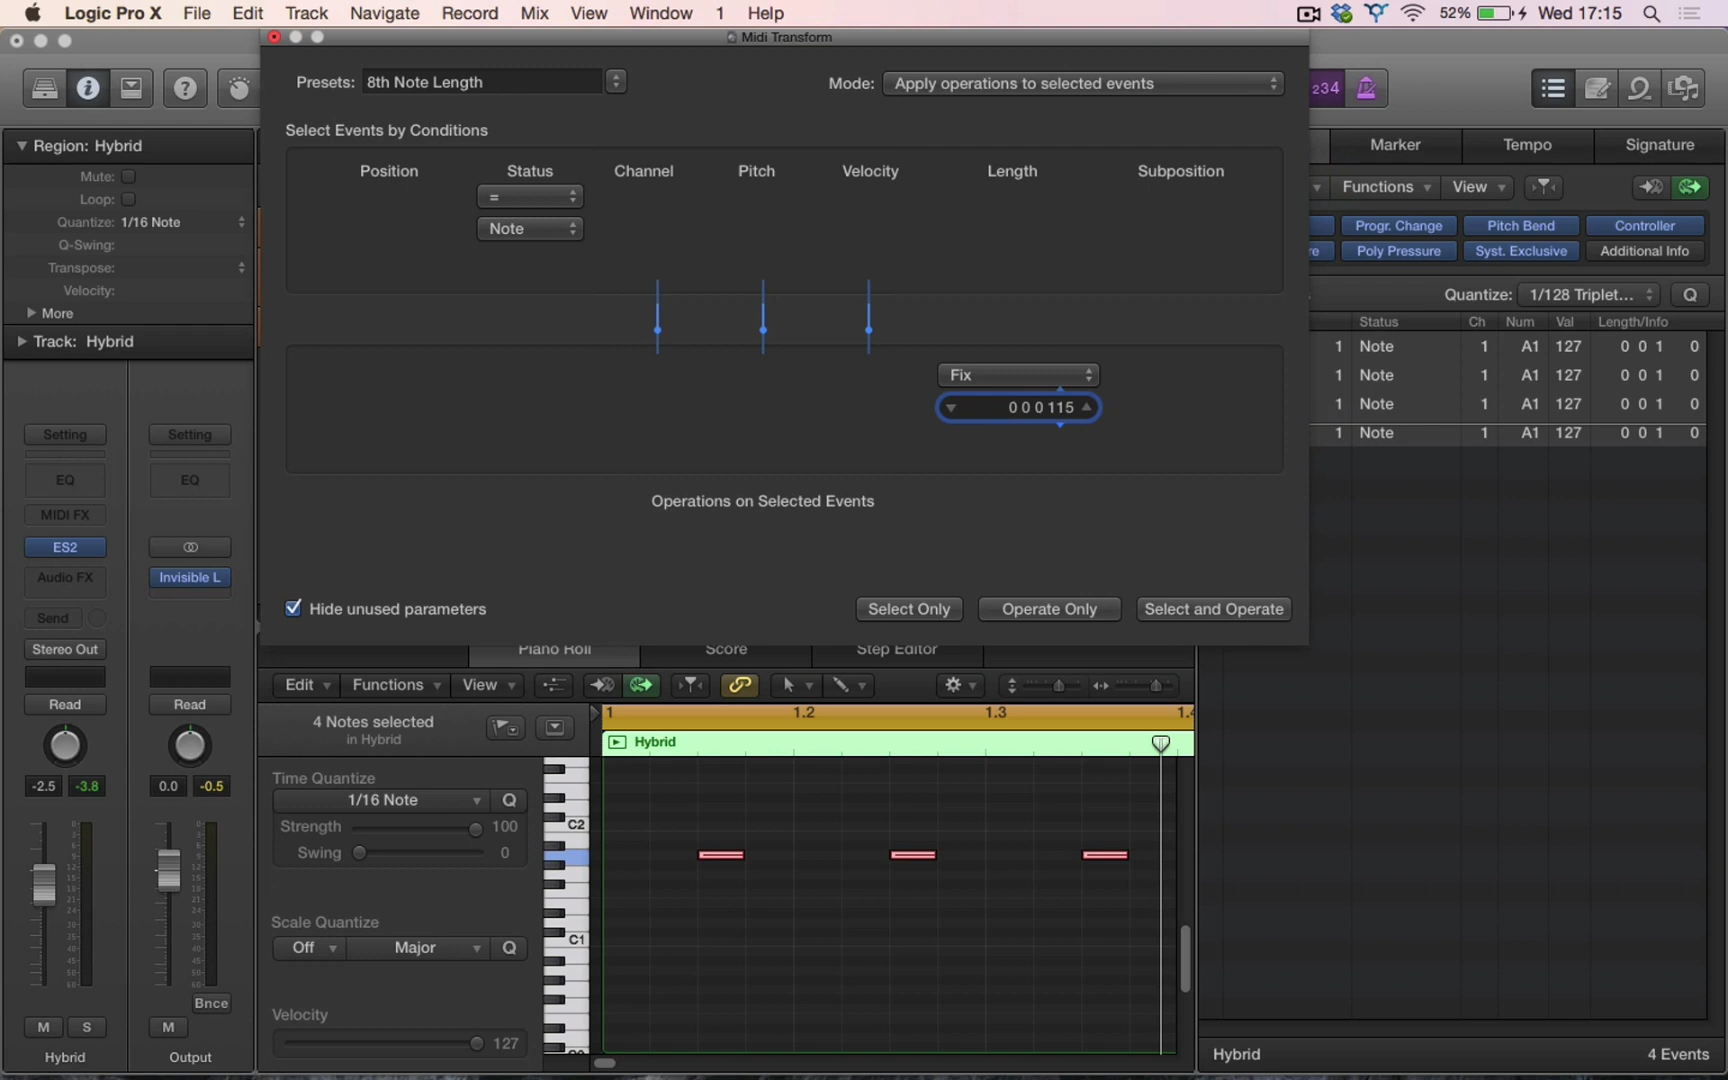 Logic Pro X File Edit Track Navigate Record Mix View Window 1 Help 52% Wed 17:15
Midi Transform
Presets: 8th Note Length Mode: Apply operations to selected events
234
Select Events by Conditions
Position Status Channel Pitch Velocity Length Subposition
=
Note
Fix
0 0 0 115
Operations on Selected Events
Hide unused parameters Select Only Operate Only Select and Operate
Region: Hybrid
Mute:
Loop:
Quantize: 1/16 Note
Q-Swing:
Transpose:
Velocity:
More
Track: Hybrid
Setting Setting
EQ EQ
MIDI FX
ES2
Audio FX Invisible L
Send
Stereo Out
Read Read
-2.5 -3.8 0.0 -0.5
Bnce
M S M
Hybrid Output
Marker Tempo Signature
Functions View
Progr. Change Pitch Bend Controller
re Poly Pressure Syst. Exclusive Additional Info
Quantize: 1/128 Triplet... Q
Status Ch Num Val Length/Info
1 Note 1 A1 127 0 0 1 0
1 Note 1 A1 127 0 0 1 0
1 Note 1 A1 127 0 0 1 0
1 Note 1 A1 127 0 0 1 0
Hybrid 4 Events
Piano Roll Score Step Editor
Edit Functions View
4 Notes selected
in Hybrid
1 1.2 1.3 1.4
Hybrid
Time Quantize
1/16 Note Q
Strength 100
Swing 0
Scale Quantize
Off Major Q
Velocity
127
C2
C1